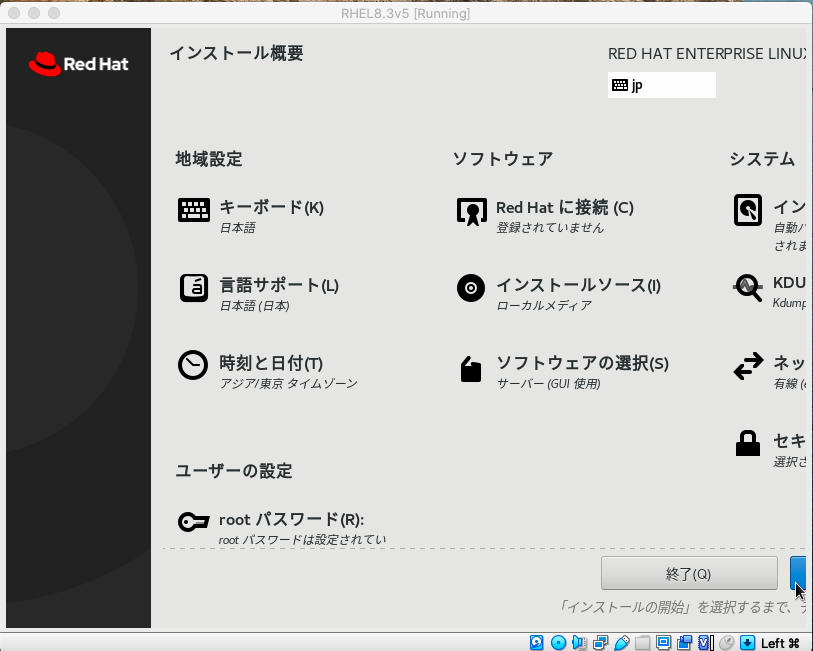 RHEL8.3v5 [Running]
Red Hat
インストール概要
RED HAT ENTERPRISE LINUX
jp
地域設定
キーボード(K)
日本語
言語サポート(L)
日本語 (日本)
時刻と日付(T)
アジア/東京 タイムゾーン
ユーザーの設定
root パスワード(R):
root パスワードは設定されてい
ソフトウェア
Red Hat に接続 (C)
登録されていません
インストールソース(I)
ローカルメディア
ソフトウェアの選択(S)
サーバー (GUI 使用)
システム
イン
自動パ
されま
KDU
Kdump
ネッ
有線 (e
セキ
選択さ
終了(Q)
「インストールの開始」を選択するまで、デ
Left ⌘